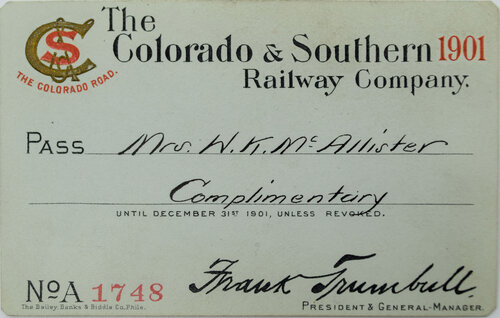 The
Colorado & Southern 1901
Railway Company.
C&S
THE COLORADO ROAD.
PASS Mrs. W. K. McAllister
Complimentary
UNTIL DECEMBER 31ST 1901, UNLESS REVOKED.
No A 1748
Frank Trumbull.
The Bailey, Banks & Biddle Co. Phila.
PRESIDENT & GENERAL-MANAGER.